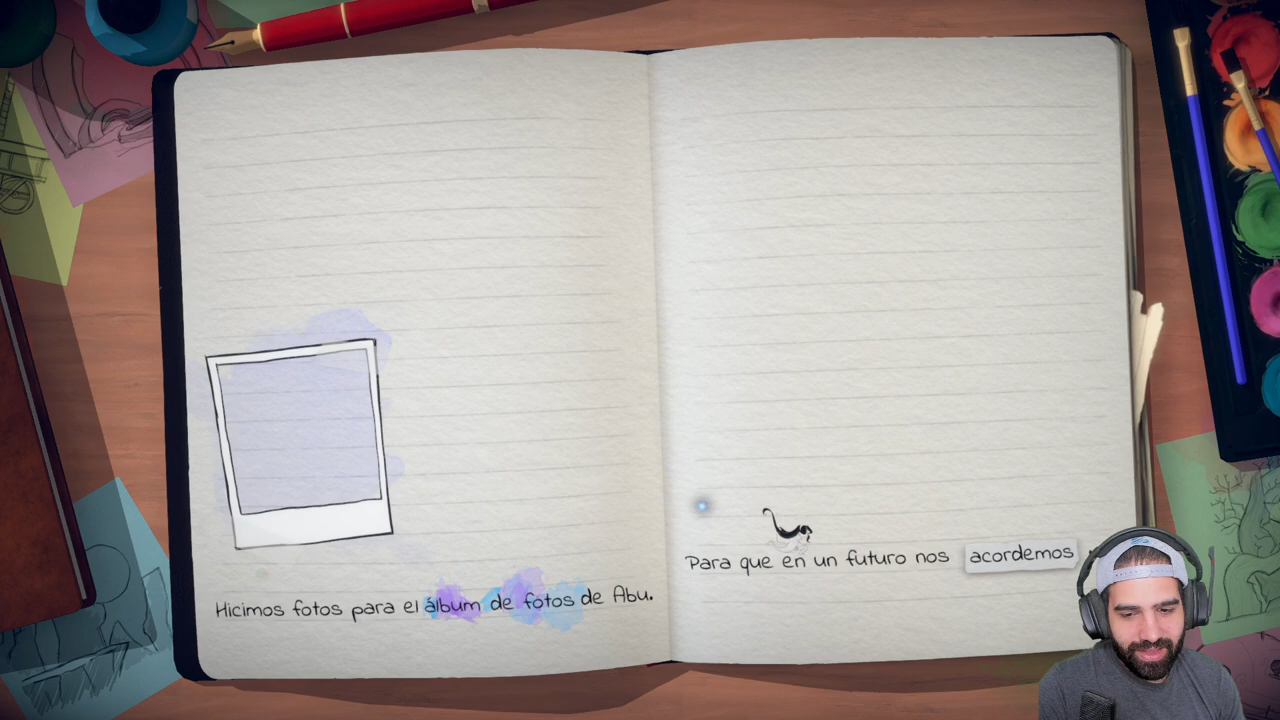 Hicimos fotos para el álbum de fotos de Abu.
Para que en un futuro nos acordemos